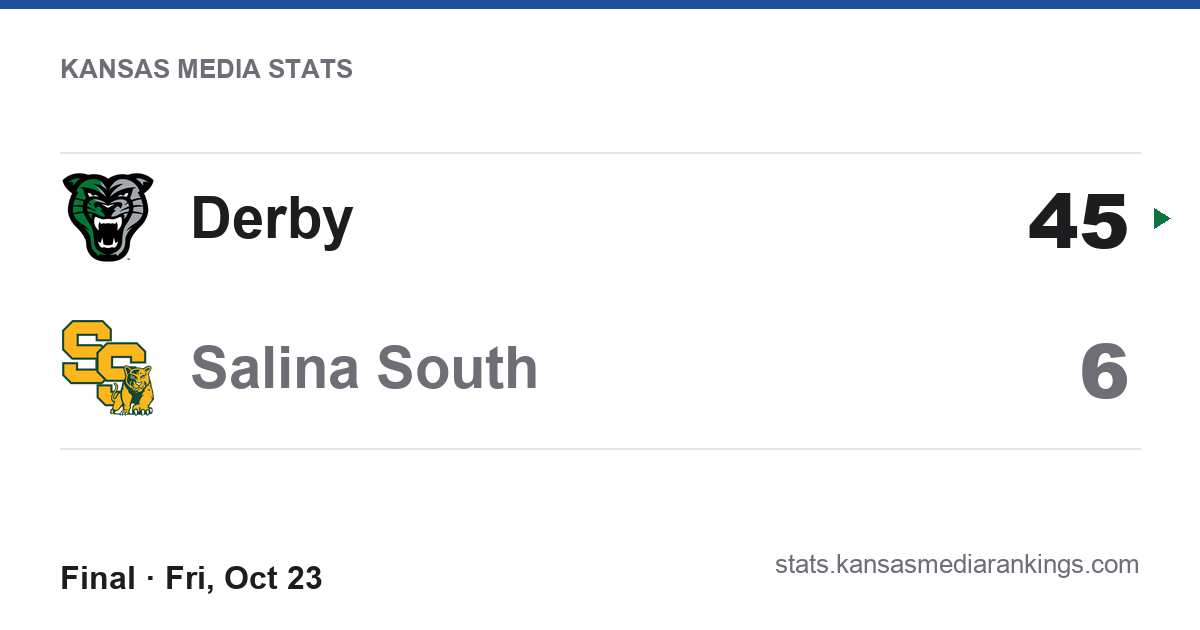 KANSAS MEDIA STATS
Derby 45
Salina South 6
Final · Fri, Oct 23
stats.kansasmediarankings.com